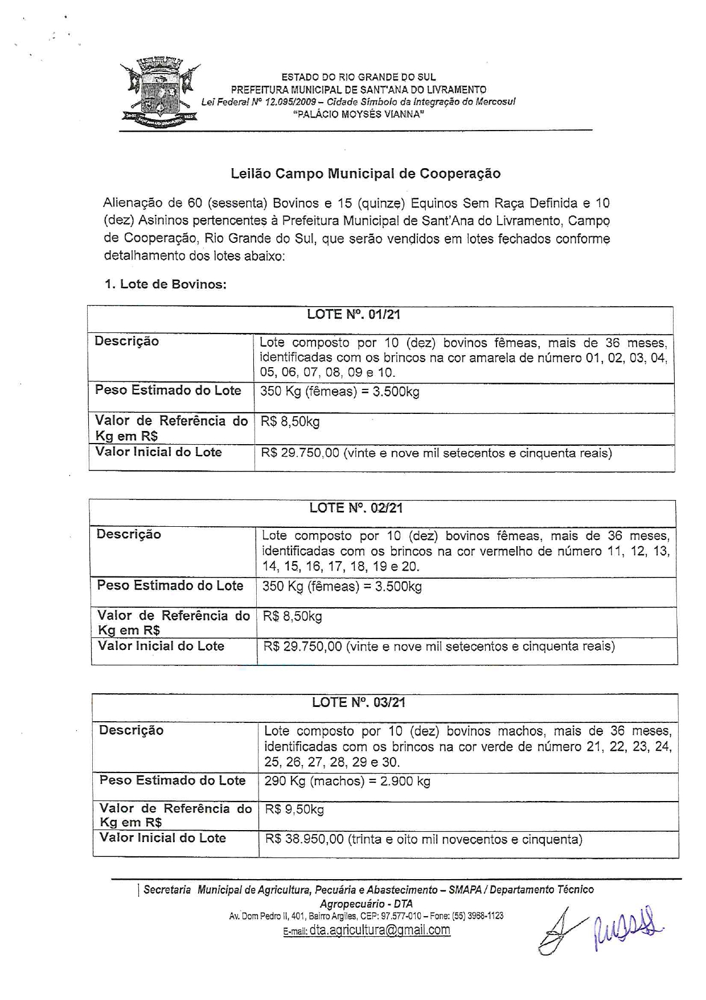 ESTADO DO RIO GRANDE DO SUL
PREFEITURA MUNICIPAL DE SANT'ANA DO LIVRAMENTO
Lei Federal Nº 12.095/2009 – Cidade Símbolo da Integração do Mercosul
"PALÁCIO MOYSÉS VIANNA"
Leilão Campo Municipal de Cooperação
Alienação de 60 (sessenta) Bovinos e 15 (quinze) Equinos Sem Raça Definida e 10
(dez) Asininos pertencentes à Prefeitura Municipal de Sant'Ana do Livramento, Campo
de Cooperação, Rio Grande do Sul, que serão vendidos em lotes fechados conforme
detalhamento dos lotes abaixo:
1. Lote de Bovinos:
LOTE Nº. 01/21
Descrição
Lote composto por 10 (dez) bovinos fêmeas, mais de 36 meses,
identificadas com os brincos na cor amarela de número 01, 02, 03, 04,
05, 06, 07, 08, 09 e 10.
Peso Estimado do Lote
350 Kg (fêmeas) = 3.500kg
Valor de Referência do
Kg em R$
R$ 8,50kg
Valor Inicial do Lote
R$ 29.750,00 (vinte e nove mil setecentos e cinquenta reais)
LOTE Nº. 02/21
Descrição
Lote composto por 10 (dez) bovinos fêmeas, mais de 36 meses,
identificadas com os brincos na cor vermelho de número 11, 12, 13,
14, 15, 16, 17, 18, 19 e 20.
Peso Estimado do Lote
350 Kg (fêmeas) = 3.500kg
Valor de Referência do
Kg em R$
R$ 8,50kg
Valor Inicial do Lote
R$ 29.750,00 (vinte e nove mil setecentos e cinquenta reais)
LOTE Nº. 03/21
Descrição
Lote composto por 10 (dez) bovinos machos, mais de 36 meses,
identificadas com os brincos na cor verde de número 21, 22, 23, 24,
25, 26, 27, 28, 29 e 30.
Peso Estimado do Lote
290 Kg (machos) = 2.900 kg
Valor de Referência do
Kg em R$
R$ 9,50kg
Valor Inicial do Lote
R$ 38.950,00 (trinta e oito mil novecentos e cinquenta)
| Secretaria Municipal de Agricultura, Pecuária e Abastecimento – SMAPA / Departamento Técnico
Agropecuário - DTA
Av. Dom Pedro II, 401, Bairro Argiles, CEP: 97.577-010 – Fone: (55) 3968-1123
E-mail: dta.agricultura@gmail.com